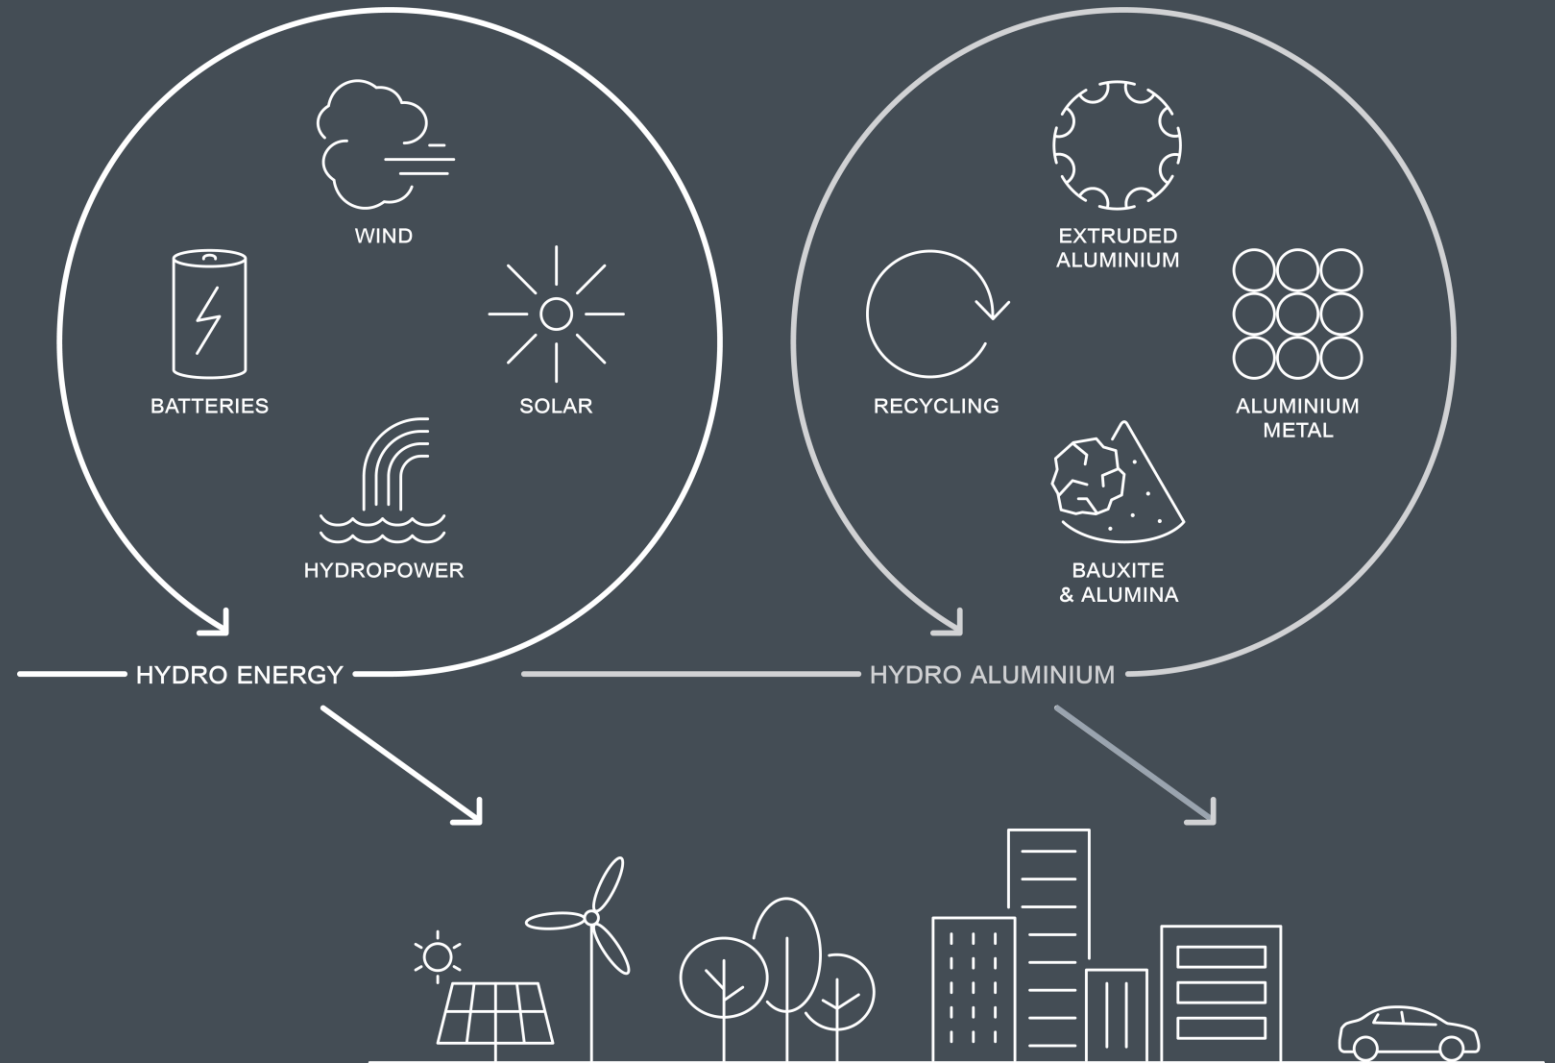 WIND
BATTERIES
SOLAR
HYDROPOWER
HYDRO ENERGY
EXTRUDED
ALUMINIUM
RECYCLING
ALUMINIUM
METAL
BAUXITE
& ALUMINA
HYDRO ALUMINIUM